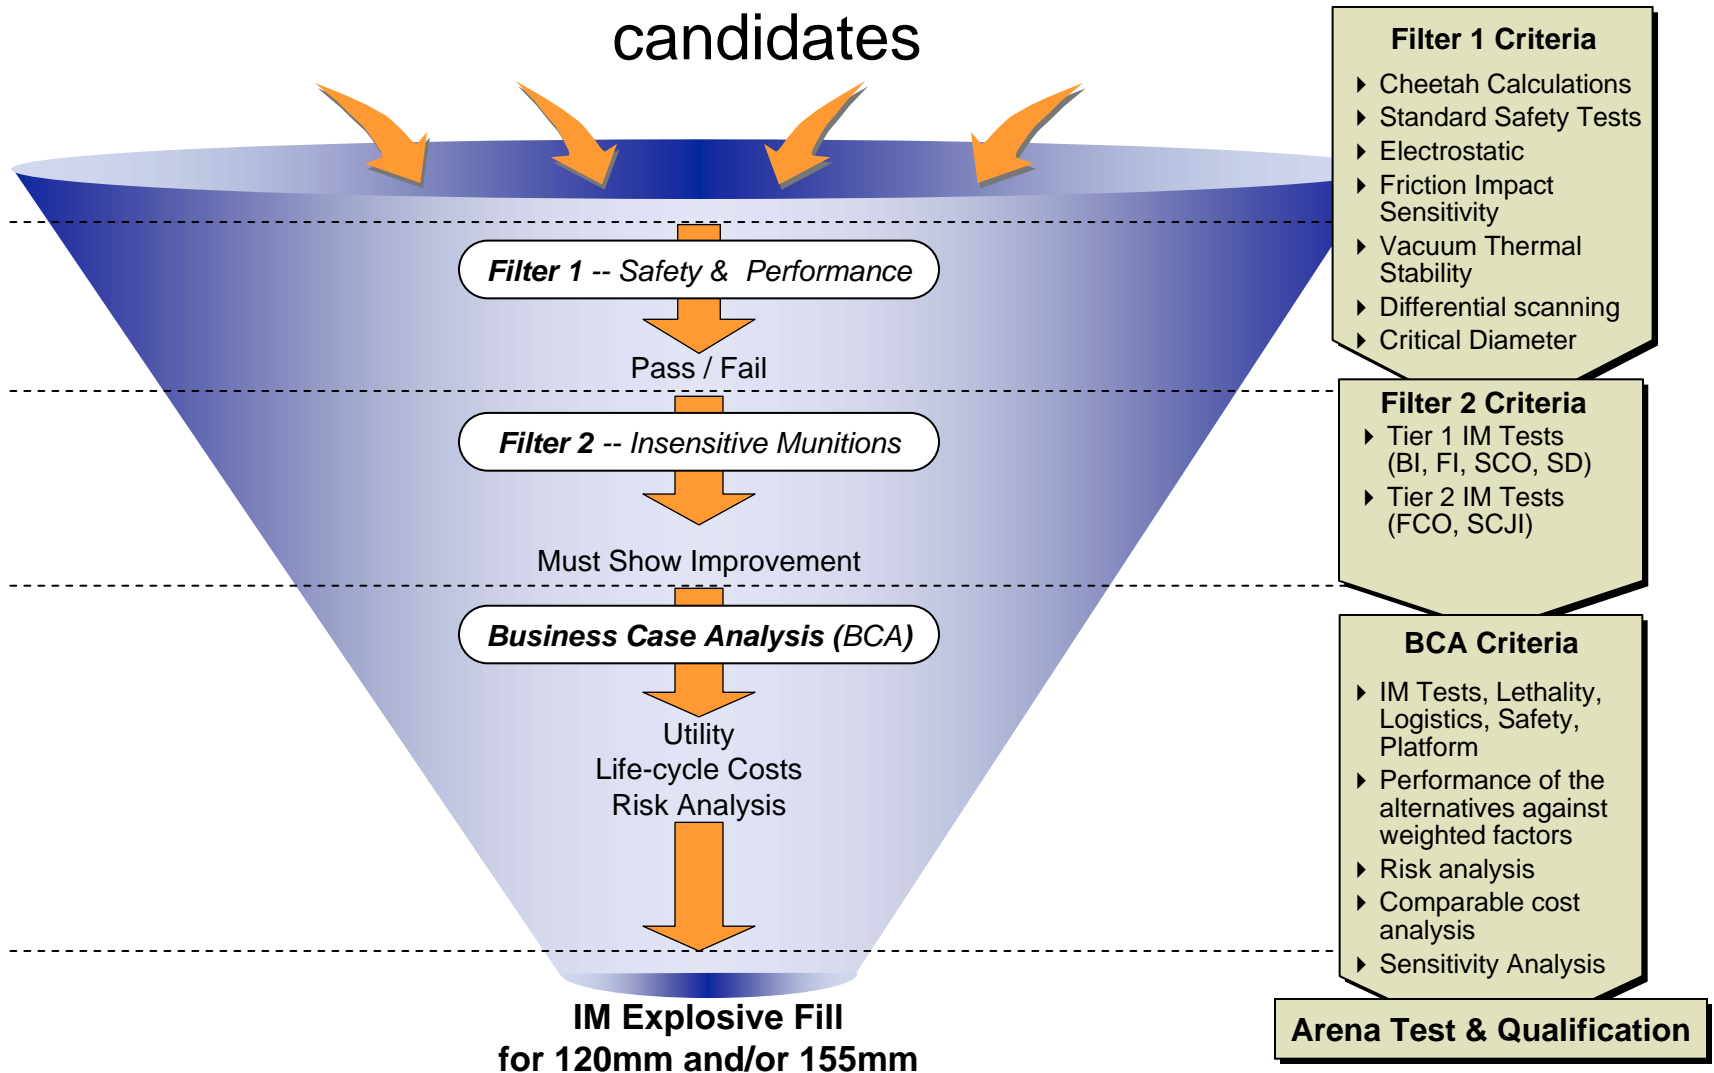 candidates
Filter 1 -- Safety & Performance
Pass / Fail
Filter 2 -- Insensitive Munitions
Must Show Improvement
Business Case Analysis (BCA)
Utility
Life-cycle Costs
Risk Analysis
IM Explosive Fill
for 120mm and/or 155mm
Filter 1 Criteria
Cheetah Calculations
Standard Safety Tests
Electrostatic
Friction Impact
Sensitivity
Vacuum Thermal
Stability
Differential scanning
Critical Diameter
Filter 2 Criteria
Tier 1 IM Tests
(BI, FI, SCO, SD)
Tier 2 IM Tests
(FCO, SCJI)
BCA Criteria
IM Tests, Lethality,
Logistics, Safety,
Platform
Performance of the
alternatives against
weighted factors
Risk analysis
Comparable cost
analysis
Sensitivity Analysis
Arena Test & Qualification